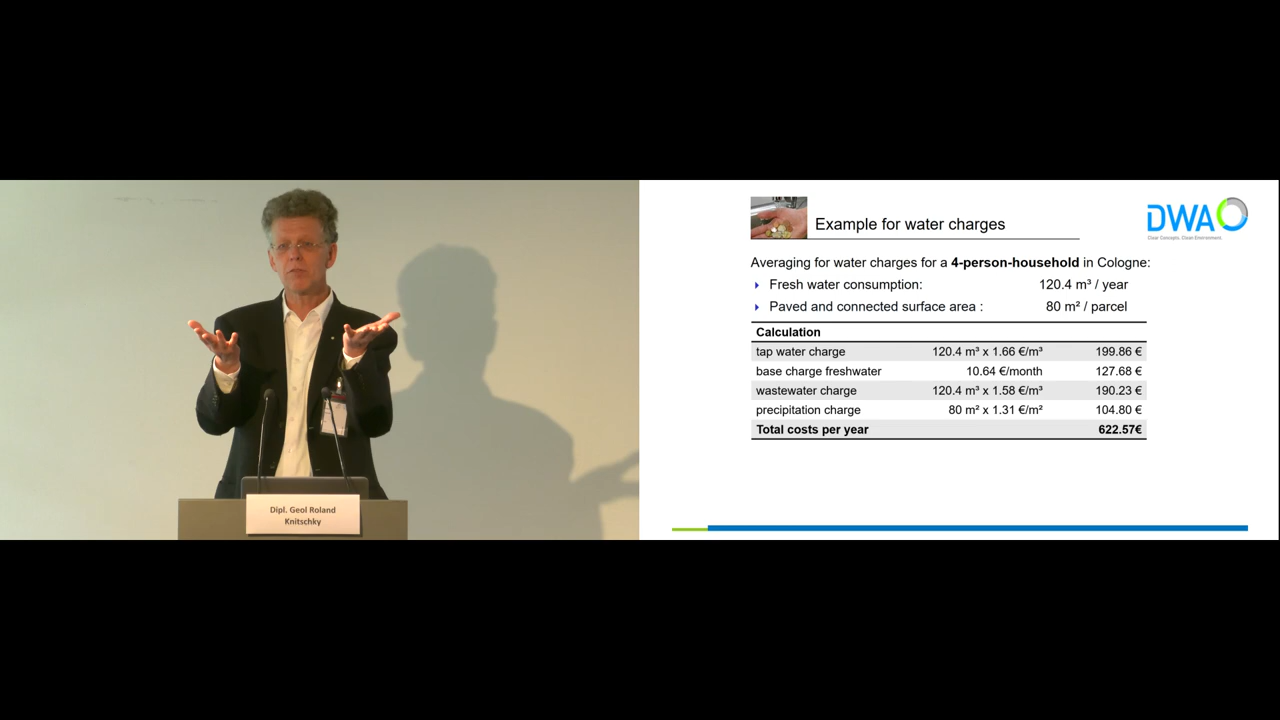 Dipl. Geol Roland
Knitschky
Example for water charges
DWA
Clear Concepts. Clean Environment.
Averaging for water charges for a 4-person-household in Cologne:
Fresh water consumption: 120.4 m³ / year
Paved and connected surface area : 80 m² / parcel
Calculation
tap water charge 120.4 m³ x 1.66 €/m³ 199.86 €
base charge freshwater 10.64 €/month 127.68 €
wastewater charge 120.4 m³ x 1.58 €/m³ 190.23 €
precipitation charge 80 m² x 1.31 €/m² 104.80 €
Total costs per year 622.57€